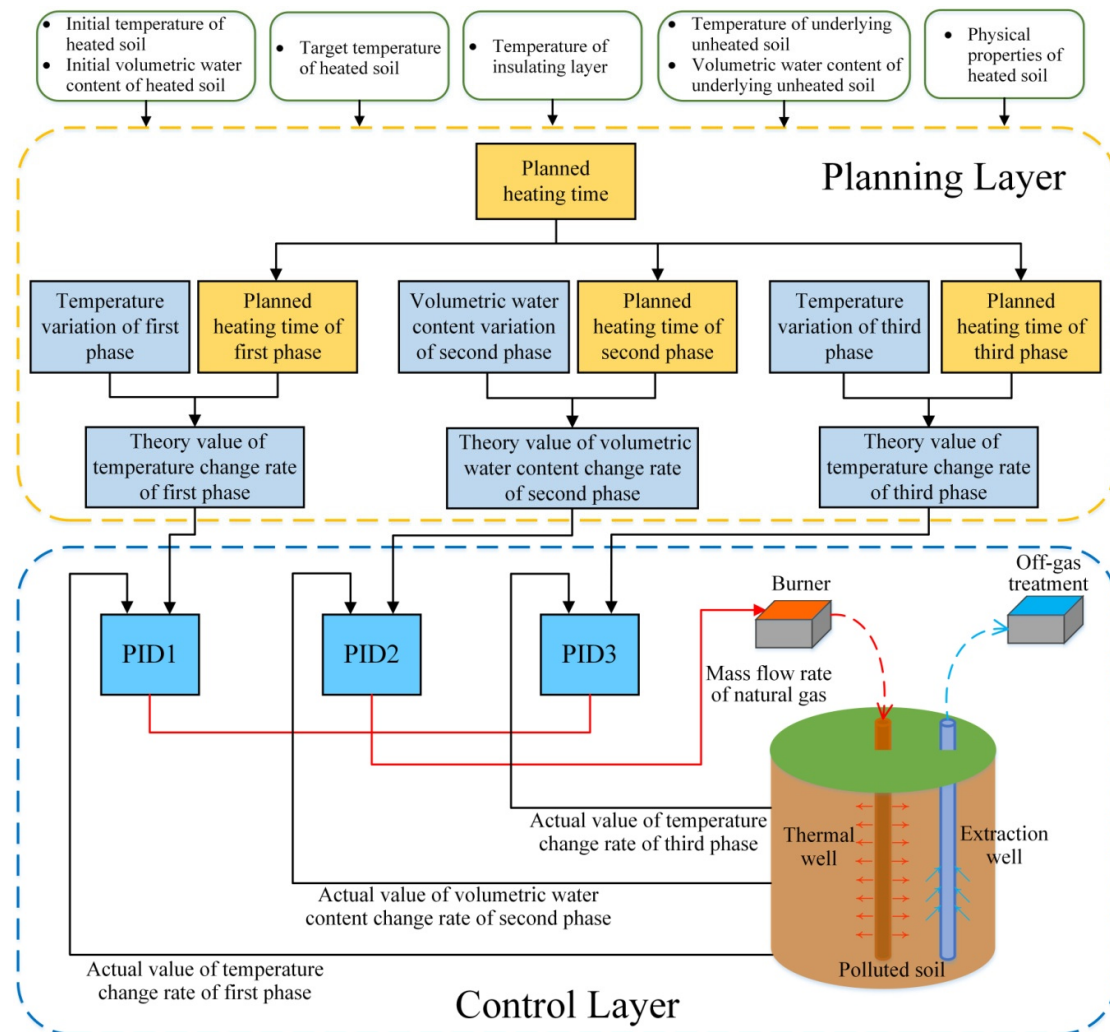 • Initial temperature of
heated soil
• Initial volumetric water
content of heated soil
• Target temperature
of heated soil
• Temperature of
insulating layer
• Temperature of underlying
unheated soil
• Volumetric water content of
underlying unheated soil
• Physical
properties of
heated soil
Planning Layer
Planned
heating time
Temperature
variation of first
phase
Planned
heating time of
first phase
Volumetric water
content variation
of second phase
Planned
heating time of
second phase
Temperature
variation of third
phase
Planned
heating time of
third phase
Theory value of
temperature change rate
of first phase
Theory value of volumetric
water content change rate
of second phase
Theory value of
temperature change rate
of third phase
PID1
PID2
PID3
Burner
Off-gas
treatment
Mass flow rate
of natural gas
Thermal
well
Extraction
well
Polluted soil
Actual value of temperature
change rate of third phase
Actual value of volumetric water
content change rate of second phase
Actual value of temperature
change rate of first phase
Control Layer